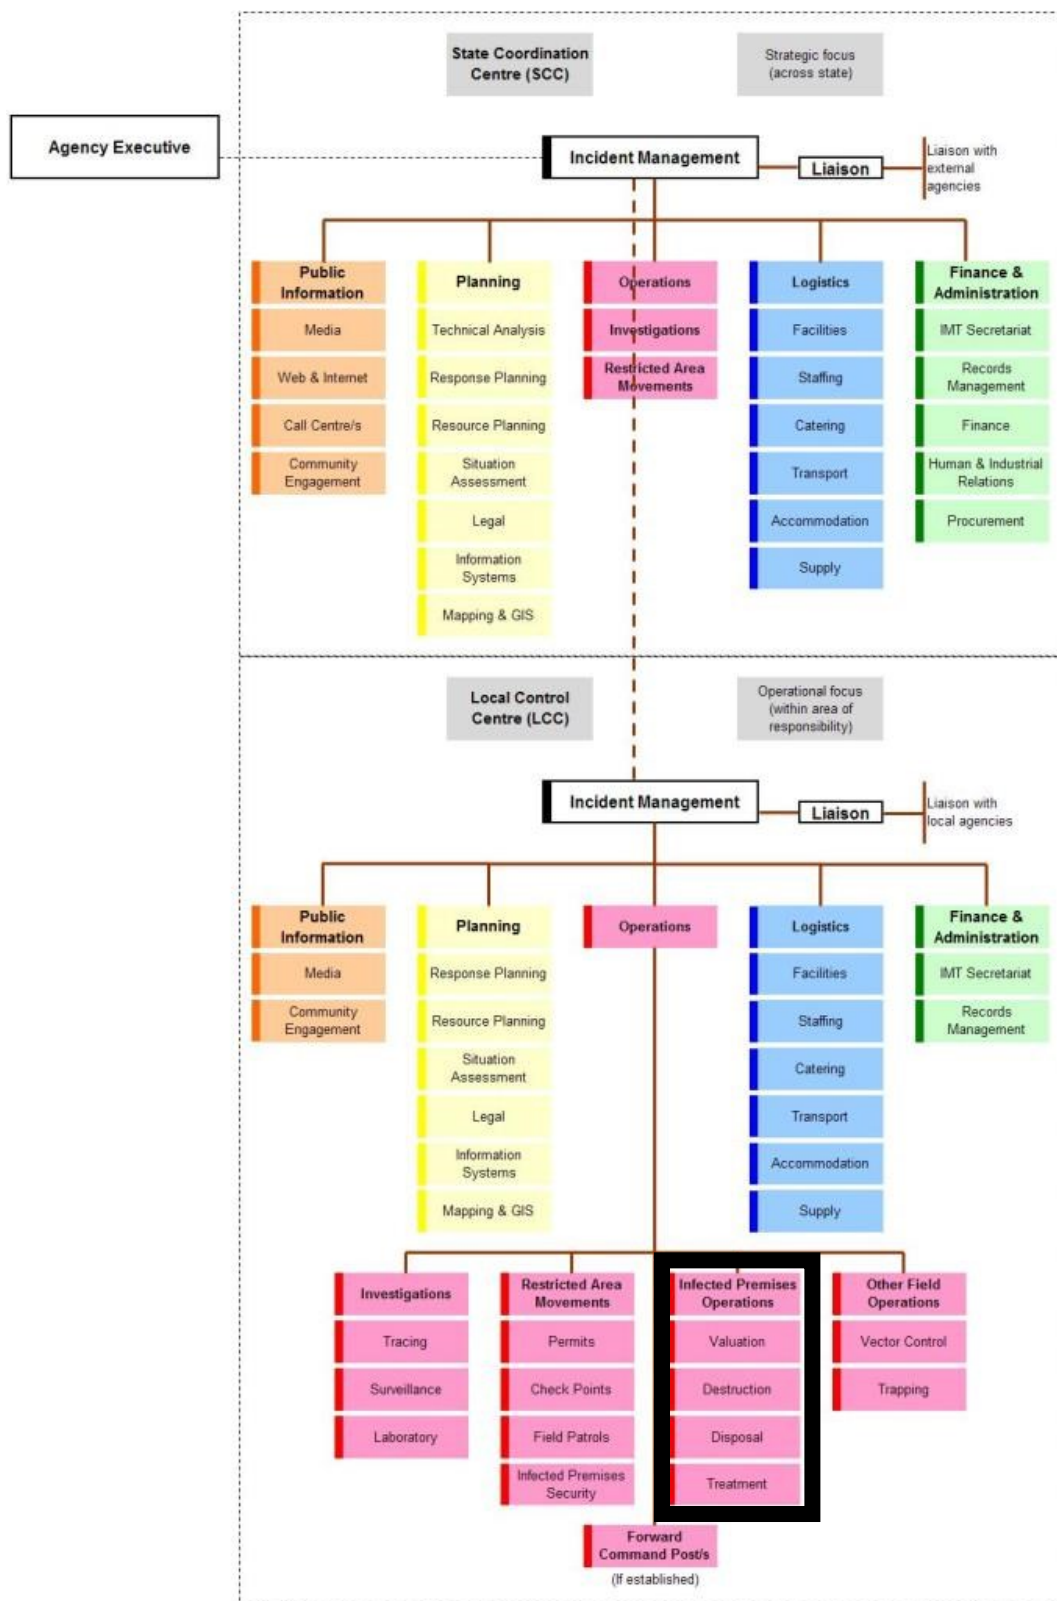 State Coordination
Centre (SCC)
Strategic focus
(across state)
Agency Executive
Incident Management
Liaison
Liaison with
external
agencies
Public
Information
Media
Web & Internet
Call Centre/s
Community
Engagement
Planning
Technical Analysis
Response Planning
Resource Planning
Situation
Assessment
Legal
Information
Systems
Mapping & GIS
Operations
Investigations
Restricted Area
Movements
Logistics
Facilities
Staffing
Catering
Transport
Accommodation
Supply
Finance &
Administration
IMT Secretariat
Records
Management
Finance
Human & Industrial
Relations
Procurement
Local Control
Centre (LCC)
Operational focus
(within area of
responsibility)
Incident Management
Liaison
Liaison with
local agencies
Public
Information
Media
Community
Engagement
Planning
Response Planning
Resource Planning
Situation
Assessment
Legal
Information
Systems
Mapping & GIS
Operations
Logistics
Facilities
Staffing
Catering
Transport
Accommodation
Supply
Finance &
Administration
IMT Secretariat
Records
Management
Investigations
Tracing
Surveillance
Laboratory
Restricted Area
Movements
Permits
Check Points
Field Patrols
Infected Premises
Security
Infected Premises
Operations
Valuation
Destruction
Disposal
Treatment
Other Field
Operations
Vector Control
Trapping
Forward
Command Post/s
(If established)